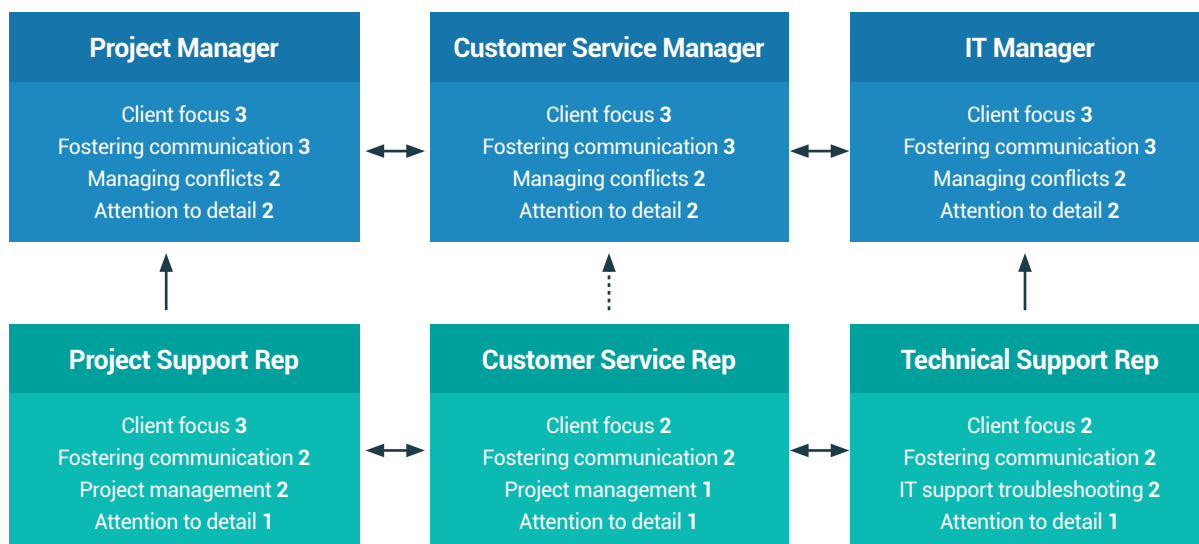 Project Manager
Client focus 3
Fostering communication 3
Managing conflicts 2
Attention to detail 2
Customer Service Manager
Client focus 3
Fostering communication 3
Managing conflicts 2
Attention to detail 2
IT Manager
Client focus 3
Fostering communication 3
Managing conflicts 2
Attention to detail 2
Project Support Rep
Client focus 3
Fostering communication 2
Project management 2
Attention to detail 1
Customer Service Rep
Client focus 2
Fostering communication 2
Project management 1
Attention to detail 1
Technical Support Rep
Client focus 2
Fostering communication 2
IT support troubleshooting 2
Attention to detail 1